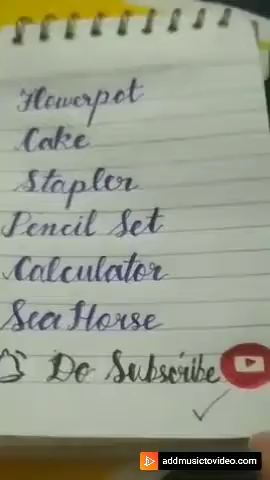 Flowerpot
Cake
Stapler
Pencil Set
Calculator
Sea Horse
Do Subscribe
addmusictovideo.com